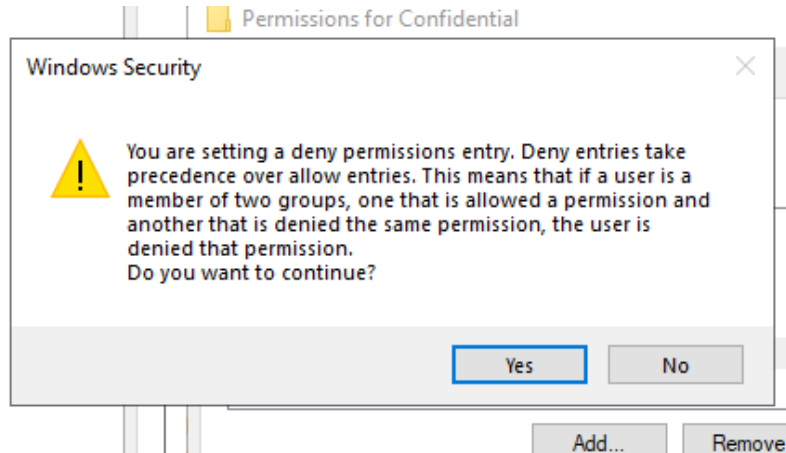 Permissions for Confidential
Windows Security
You are setting a deny permissions entry. Deny entries take
precedence over allow entries. This means that if a user is a
member of two groups, one that is allowed a permission and
another that is denied the same permission, the user is
denied that permission.
Do you want to continue?
Yes No
Add... Remove